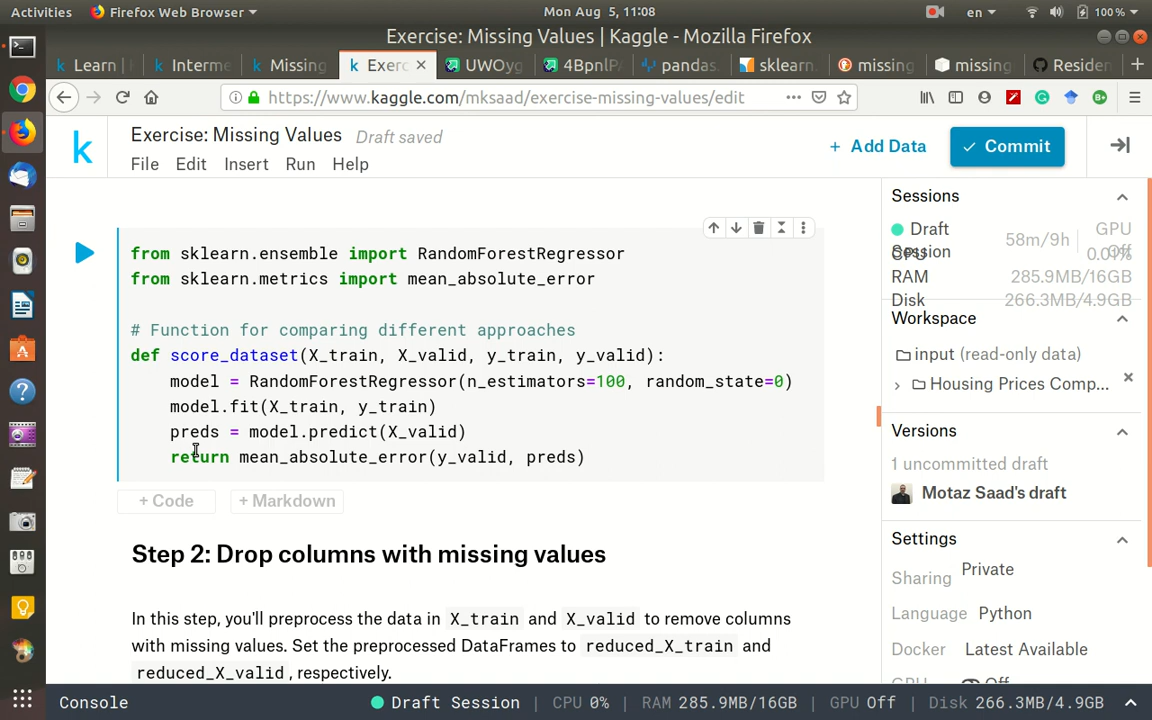 Activities Firefox Web Browser Mon Aug 5, 11:08 en 100%
Exercise: Missing Values | Kaggle - Mozilla Firefox
k Learn | k Interme k Missing k Exerc × UWOyg 4BpnlP pandas sklearn missing missing Residen +
https://www.kaggle.com/mksaad/exercise-missing-values/edit
k Exercise: Missing Values Draft saved
File Edit Insert Run Help
+ Add Data
Commit
from sklearn.ensemble import RandomForestRegressor
from sklearn.metrics import mean_absolute_error
# Function for comparing different approaches
def score_dataset(X_train, X_valid, y_train, y_valid):
model = RandomForestRegressor(n_estimators=100, random_state=0)
model.fit(X_train, y_train)
preds = model.predict(X_valid)
return mean_absolute_error(y_valid, preds)
+ Code + Markdown
Step 2: Drop columns with missing values
In this step, you'll preprocess the data in X_train and X_valid to remove columns
with missing values. Set the preprocessed DataFrames to reduced_X_train and
reduced_X_valid , respectively.
Sessions
Draft Session 58m/9h GPU Off
CPU 0.01%
RAM 285.9MB/16GB
Disk 266.3MB/4.9GB
Workspace
input (read-only data)
Housing Prices Comp... ×
Versions
1 uncommitted draft
Motaz Saad's draft
Settings
Sharing Private
Language Python
Docker Latest Available
GPU Off
Console Draft Session CPU 0% RAM 285.9MB/16GB GPU Off Disk 266.3MB/4.9GB